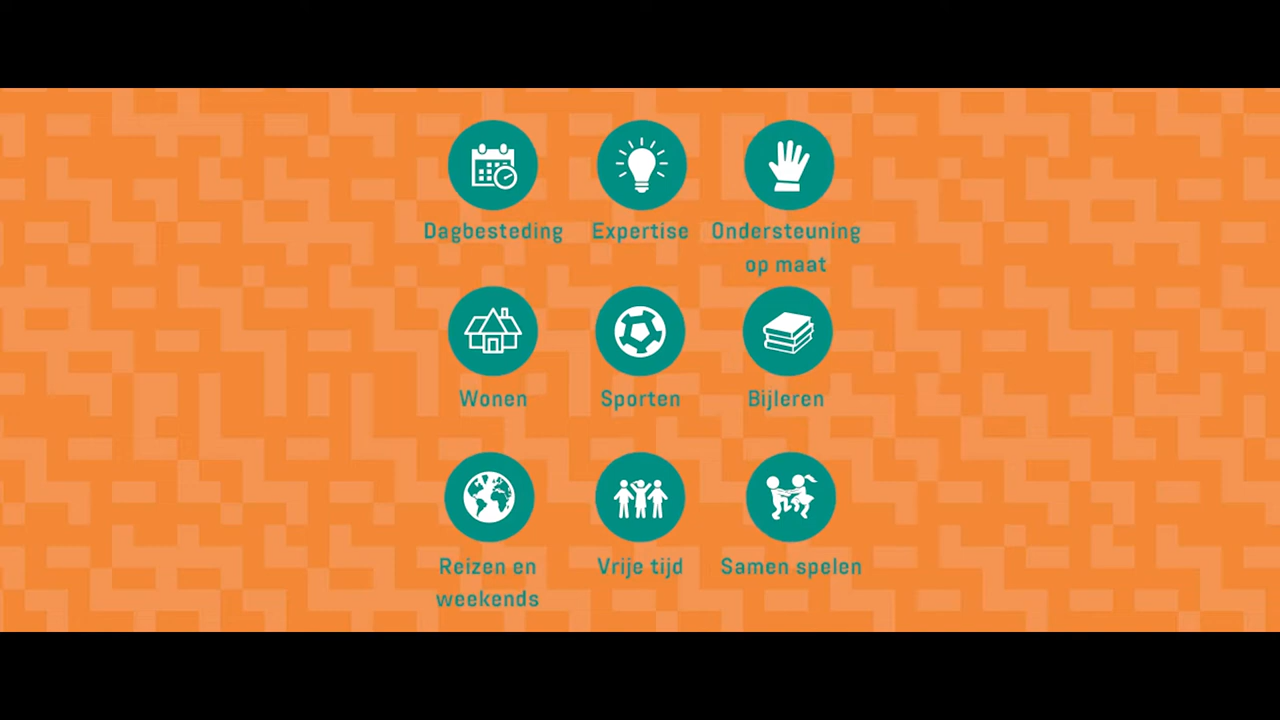 Dagbesteding
Expertise
Ondersteuning
op maat
Wonen
Sporten
Bijleren
Reizen en
weekends
Vrije tijd
Samen spelen